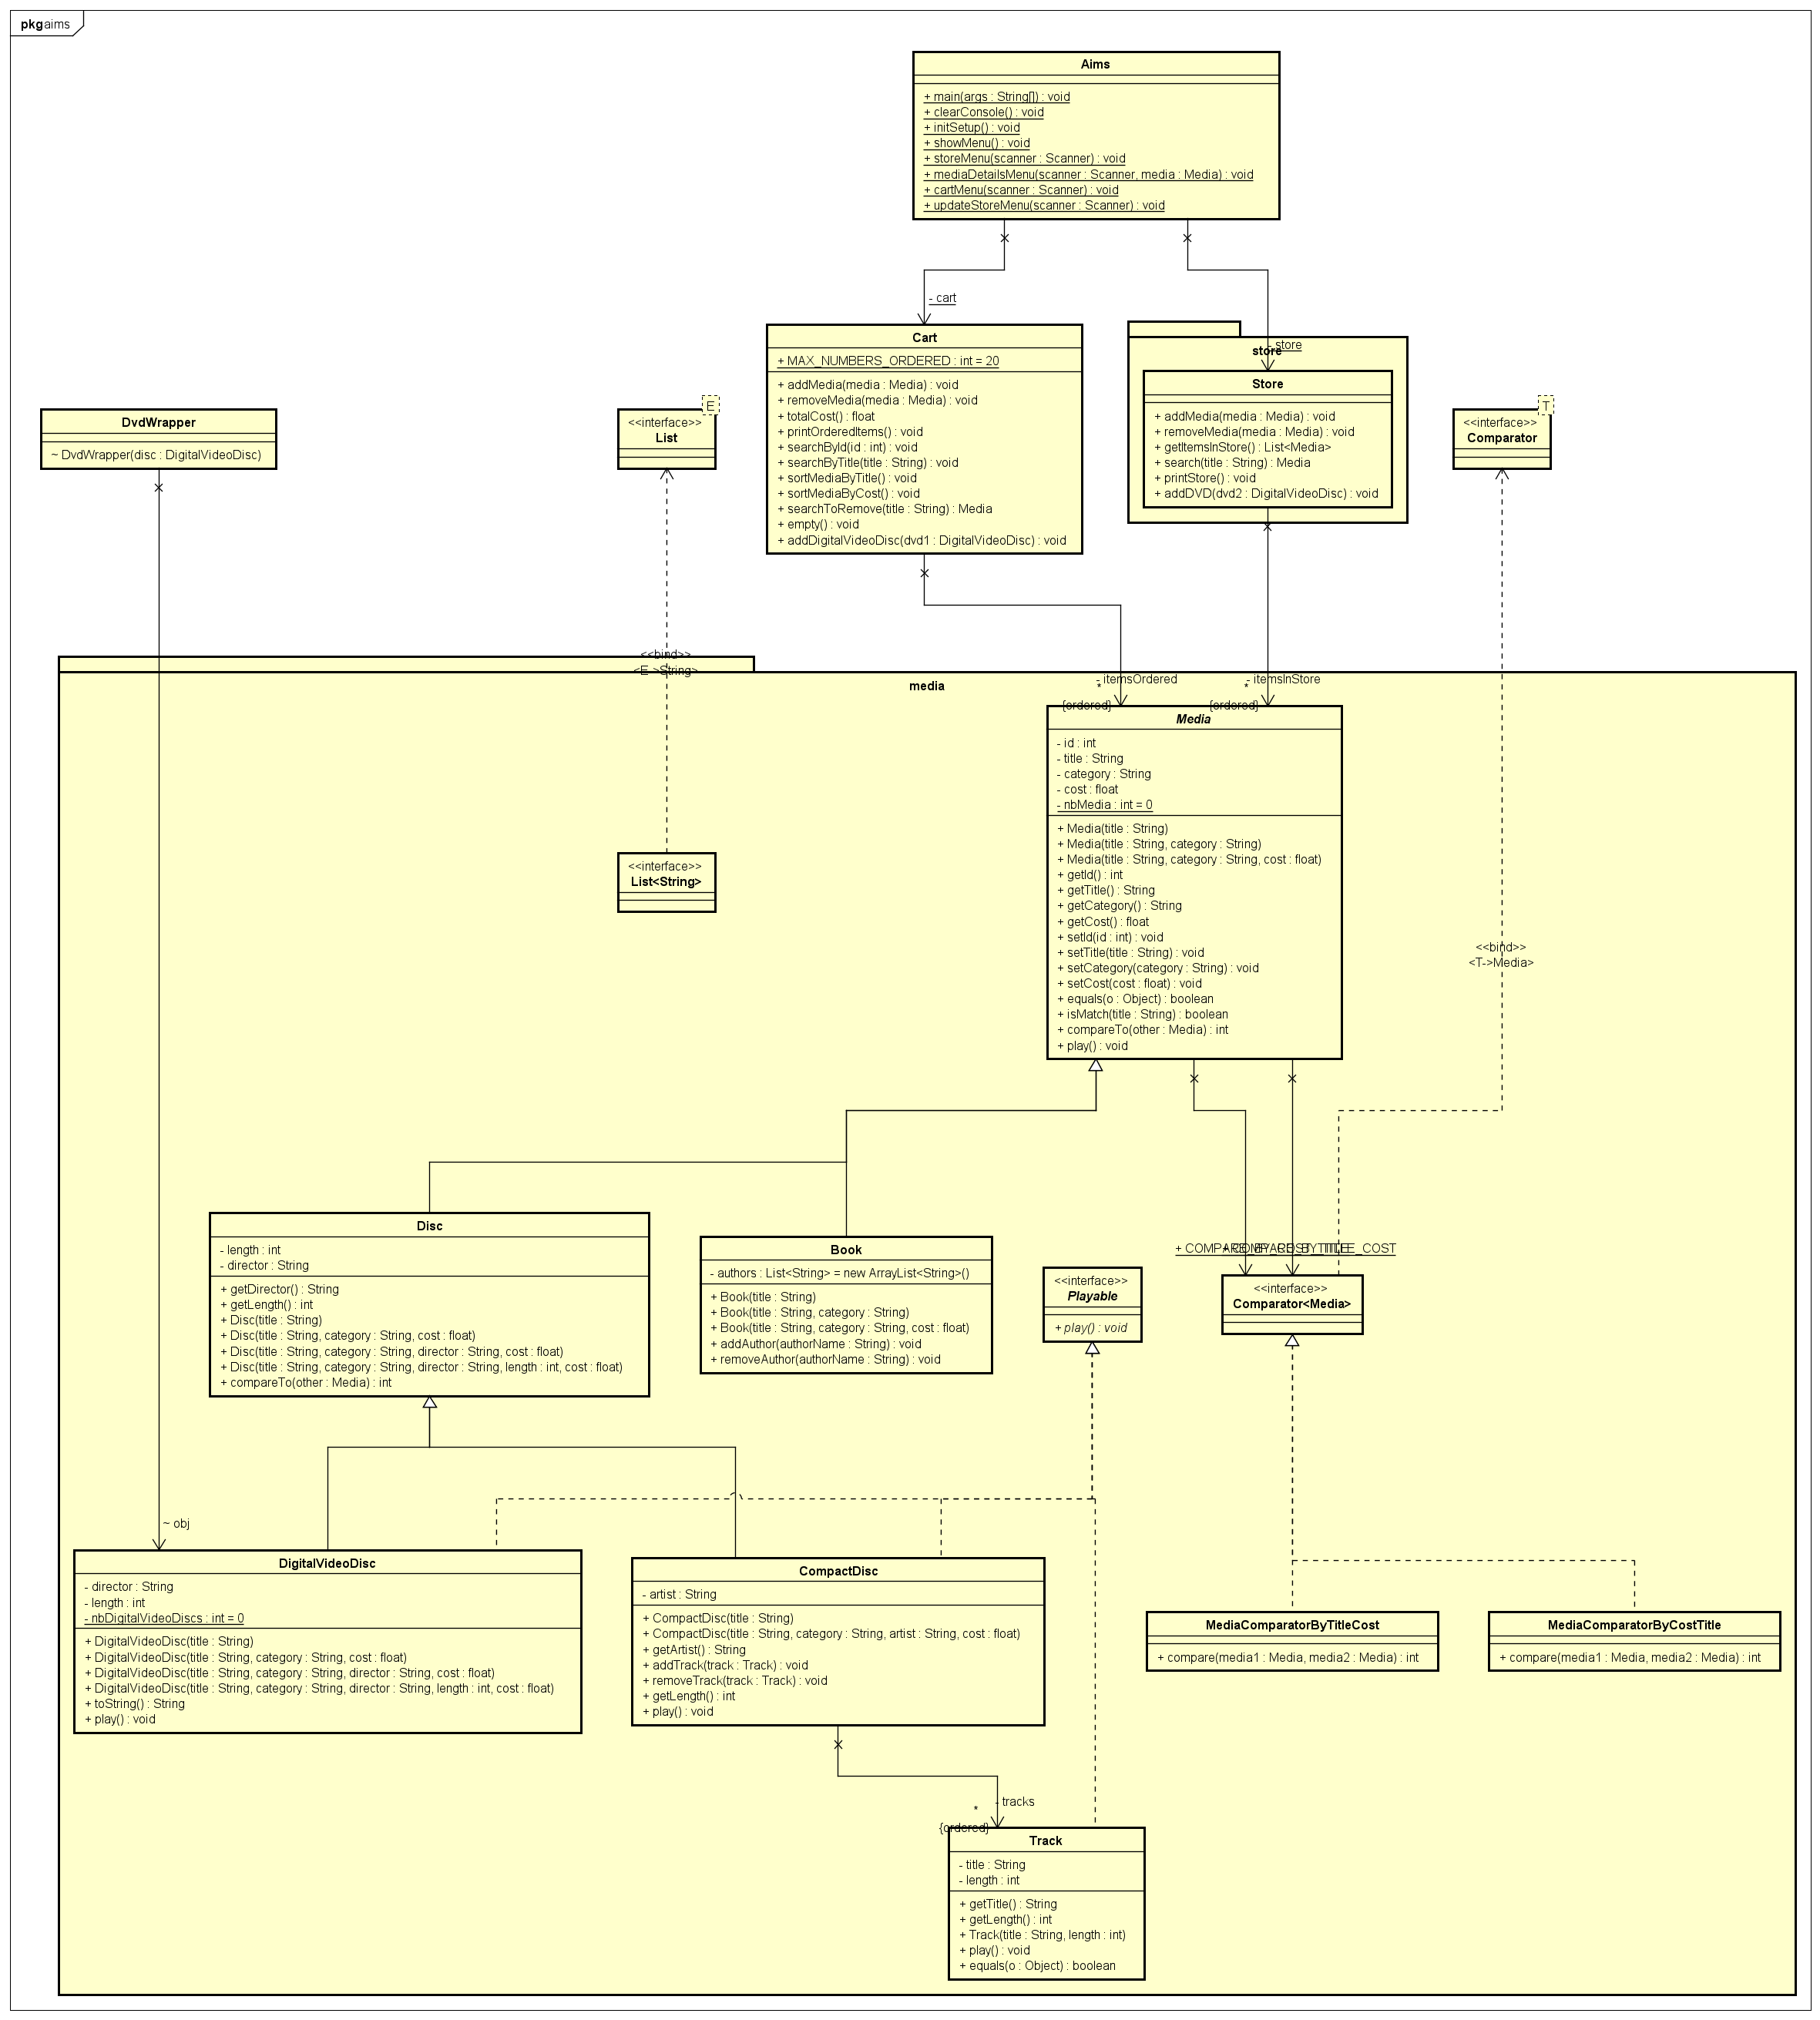 pkg aims
Aims
+ main(args : String[]) : void
+ clearConsole() : void
+ initSetup() : void
+ showMenu() : void
+ storeMenu(scanner : Scanner) : void
+ mediaDetailsMenu(scanner : Scanner, media : Media) : void
+ cartMenu(scanner : Scanner) : void
+ updateStoreMenu(scanner : Scanner) : void
- cart
- store
store
Cart
+ MAX_NUMBERS_ORDERED : int = 20
+ addMedia(media : Media) : void
+ removeMedia(media : Media) : void
+ totalCost() : float
+ printOrderedItems() : void
+ searchById(id : int) : void
+ searchByTitle(title : String) : void
+ sortMediaByTitle() : void
+ sortMediaByCost() : void
+ searchToRemove(title : String) : Media
+ empty() : void
+ addDigitalVideoDisc(dvd1 : DigitalVideoDisc) : void
Store
+ addMedia(media : Media) : void
+ removeMedia(media : Media) : void
+ getItemsInStore() : List<Media>
+ search(title : String) : Media
+ printStore() : void
+ addDVD(dvd2 : DigitalVideoDisc) : void
DvdWrapper
~ DvdWrapper(disc : DigitalVideoDisc)
E
<<interface>>
List
T
<<interface>>
Comparator
<<bind>>
<E->String>
media
- itemsOrdered
*
{ordered}
- itemsInStore
*
{ordered}
Media
- id : int
- title : String
- category : String
- cost : float
- nbMedia : int = 0
+ Media(title : String)
+ Media(title : String, category : String)
+ Media(title : String, category : String, cost : float)
+ getId() : int
+ getTitle() : String
+ getCategory() : String
+ getCost() : float
+ setId(id : int) : void
+ setTitle(title : String) : void
+ setCategory(category : String) : void
+ setCost(cost : float) : void
+ equals(o : Object) : boolean
+ isMatch(title : String) : boolean
+ compareTo(other : Media) : int
+ play() : void
<<interface>>
List<String>
<<bind>>
<T->Media>
Disc
- length : int
- director : String
+ getDirector() : String
+ getLength() : int
+ Disc(title : String)
+ Disc(title : String, category : String, cost : float)
+ Disc(title : String, category : String, director : String, cost : float)
+ Disc(title : String, category : String, director : String, length : int, cost : float)
+ compareTo(other : Media) : int
Book
- authors : List<String> = new ArrayList<String>()
+ Book(title : String)
+ Book(title : String, category : String)
+ Book(title : String, category : String, cost : float)
+ addAuthor(authorName : String) : void
+ removeAuthor(authorName : String) : void
<<interface>>
Playable
+ play() : void
+ COMPARE_BY_COST_TITLE
+ COMPARE_BY_TITLE_COST
<<interface>>
Comparator<Media>
~ obj
DigitalVideoDisc
- director : String
- length : int
- nbDigitalVideoDiscs : int = 0
+ DigitalVideoDisc(title : String)
+ DigitalVideoDisc(title : String, category : String, cost : float)
+ DigitalVideoDisc(title : String, category : String, director : String, cost : float)
+ DigitalVideoDisc(title : String, category : String, director : String, length : int, cost : float)
+ toString() : String
+ play() : void
CompactDisc
- artist : String
+ CompactDisc(title : String)
+ CompactDisc(title : String, category : String, artist : String, cost : float)
+ getArtist() : String
+ addTrack(track : Track) : void
+ removeTrack(track : Track) : void
+ getLength() : int
+ play() : void
MediaComparatorByTitleCost
+ compare(media1 : Media, media2 : Media) : int
MediaComparatorByCostTitle
+ compare(media1 : Media, media2 : Media) : int
- tracks
*
{ordered}
Track
- title : String
- length : int
+ getTitle() : String
+ getLength() : int
+ Track(title : String, length : int)
+ play() : void
+ equals(o : Object) : boolean